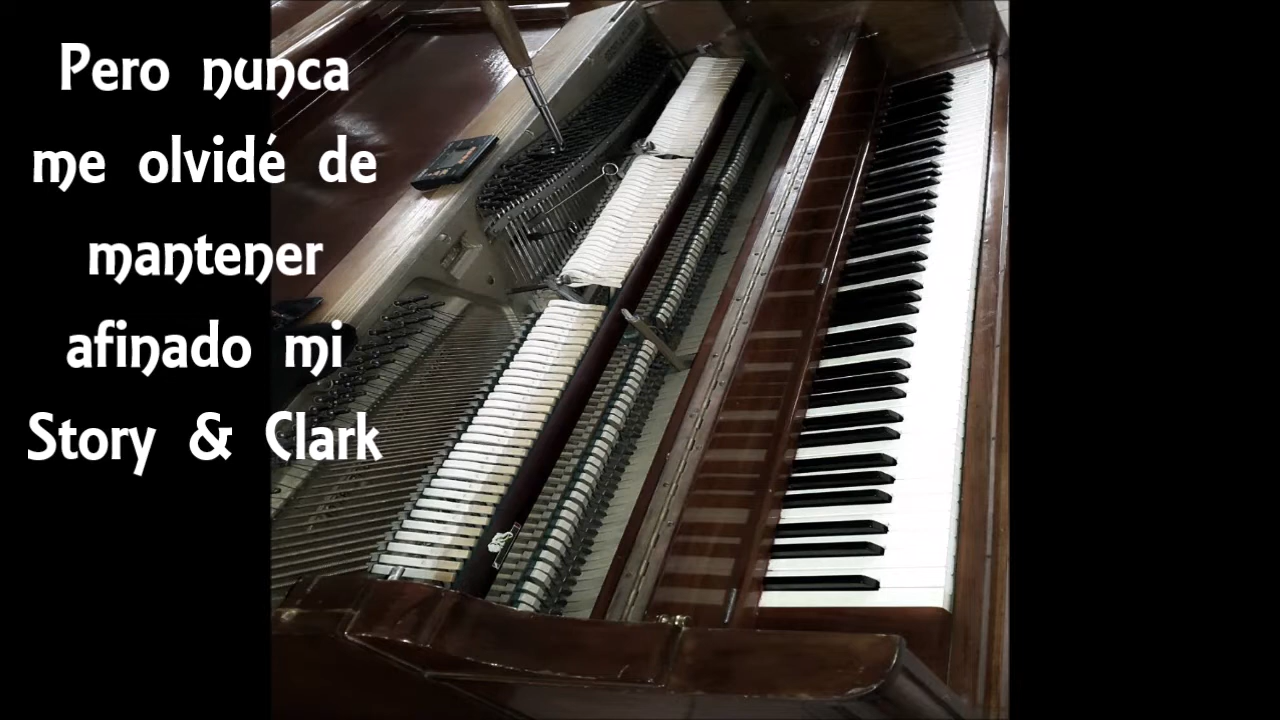 Pero nunca
me olvidé de
mantener
afinado mi
Story & Clark